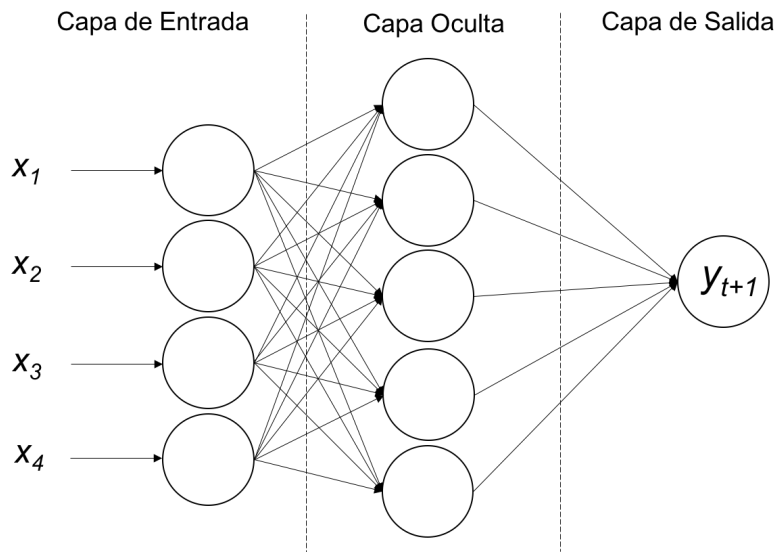 Capa de Entrada
Capa Oculta
Capa de Salida
x1
x2
x3
x4
yt+1